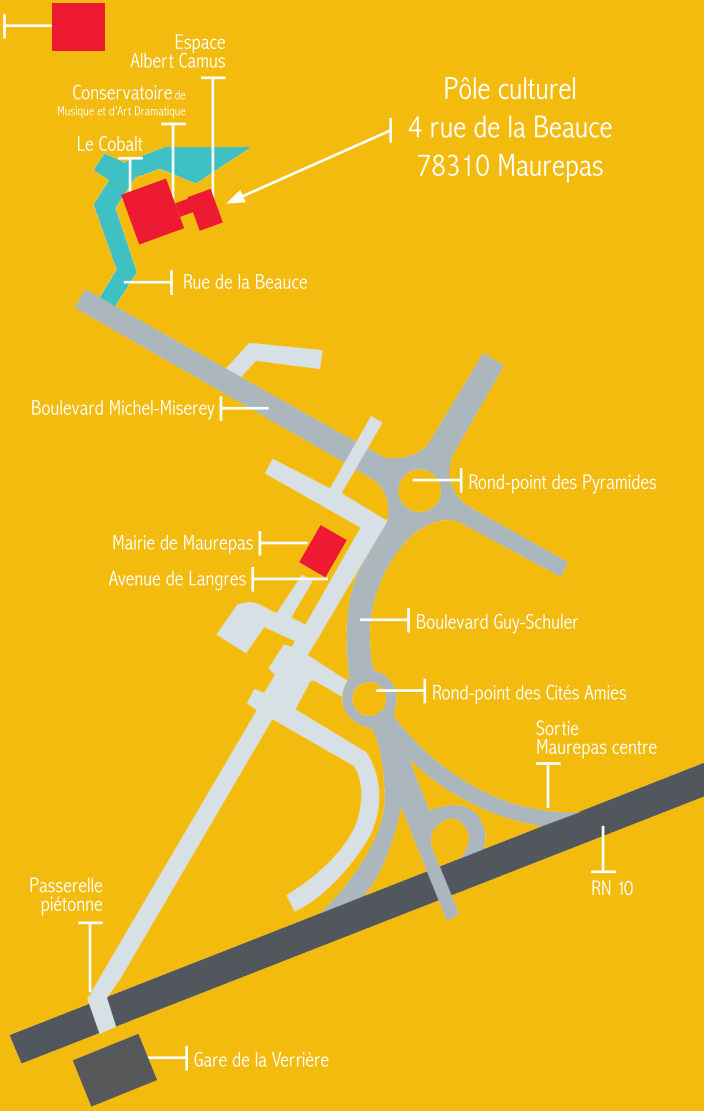 Espace
Albert Camus
Conservatoire de
Musique et d'Art Dramatique
Le Cobalt
Pôle culturel
4 rue de la Beauce
78310 Maurepas
Rue de la Beauce
Boulevard Michel-Miserey
Rond-point des Pyramides
Mairie de Maurepas
Avenue de Langres
Boulevard Guy-Schuler
Rond-point des Cités Amies
Sortie
Maurepas centre
RN 10
Passerelle
piétonne
Gare de la Verrière